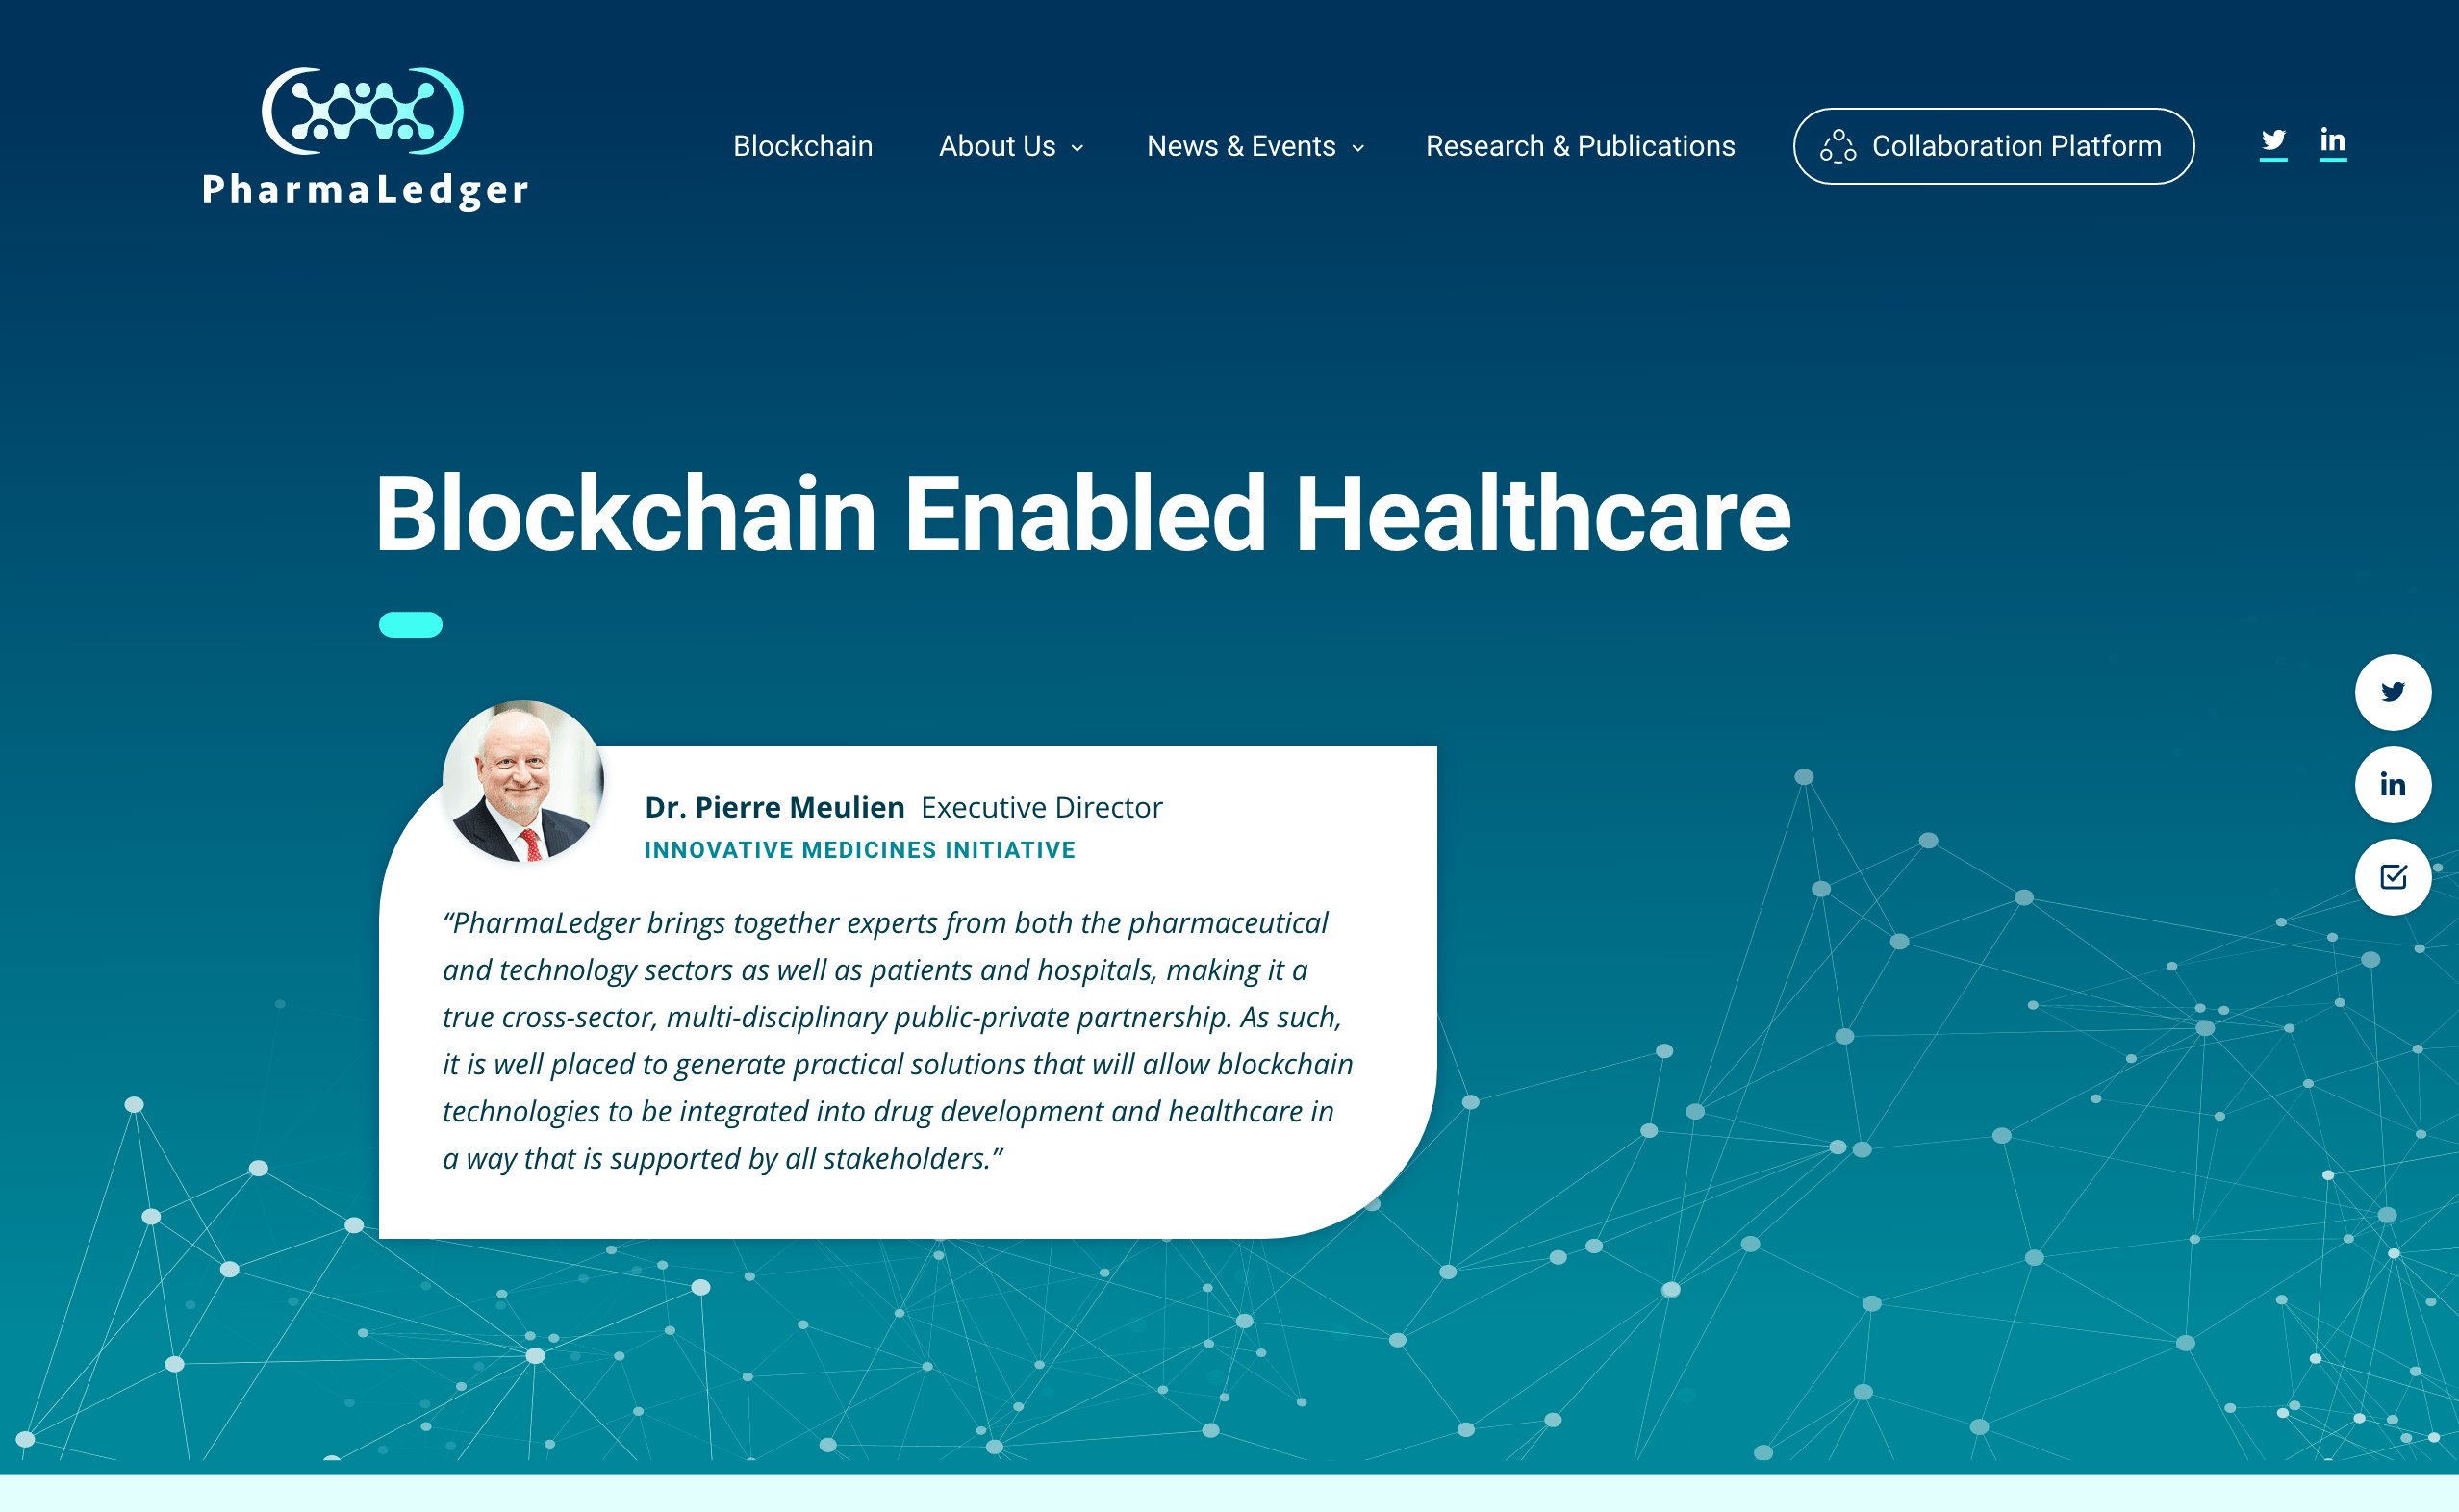 PharmaLedger
Blockchain
About Us
News & Events
Research & Publications
Collaboration Platform
Blockchain Enabled Healthcare
Dr. Pierre Meulien Executive Director
INNOVATIVE MEDICINES INITIATIVE
“PharmaLedger brings together experts from both the pharmaceutical
and technology sectors as well as patients and hospitals, making it a
true cross-sector, multi-disciplinary public-private partnership. As such,
it is well placed to generate practical solutions that will allow blockchain
technologies to be integrated into drug development and healthcare in
a way that is supported by all stakeholders.”